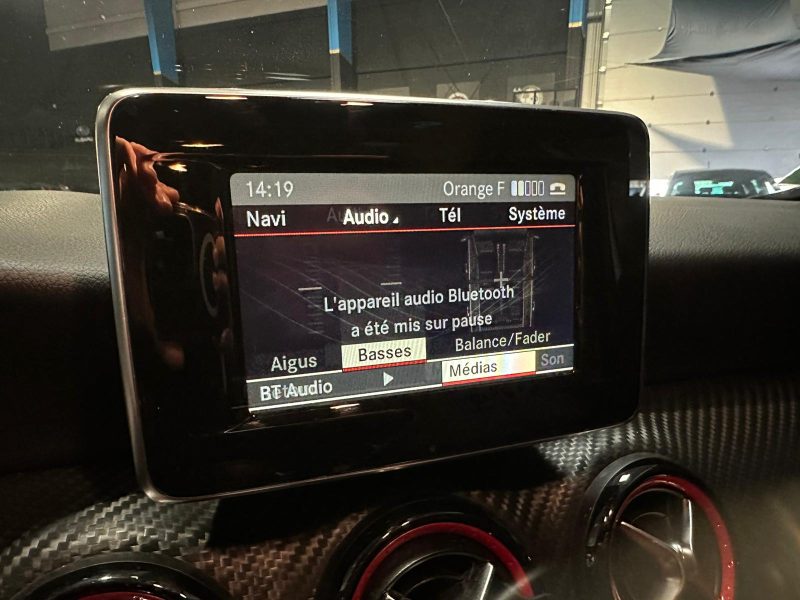 14:19 Orange F
Navi Audio Tél Système
L'appareil audio Bluetooth
a été mis sur pause
Balance/Fader
Aigus Basses
BT Audio Médias Son